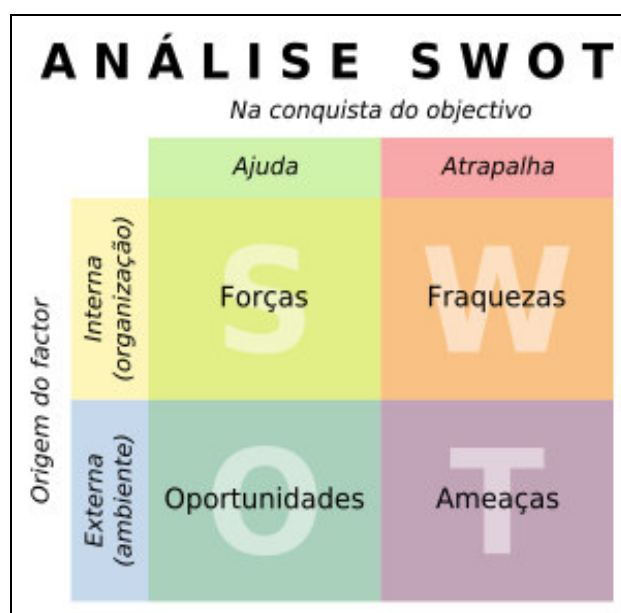 ANÁLISE SWOT
Na conquista do objectivo
Ajuda
Atrapalha
Origem do factor
Interna
(organização)
S
Forças
W
Fraquezas
Externa
(ambiente)
O
Oportunidades
T
Ameaças